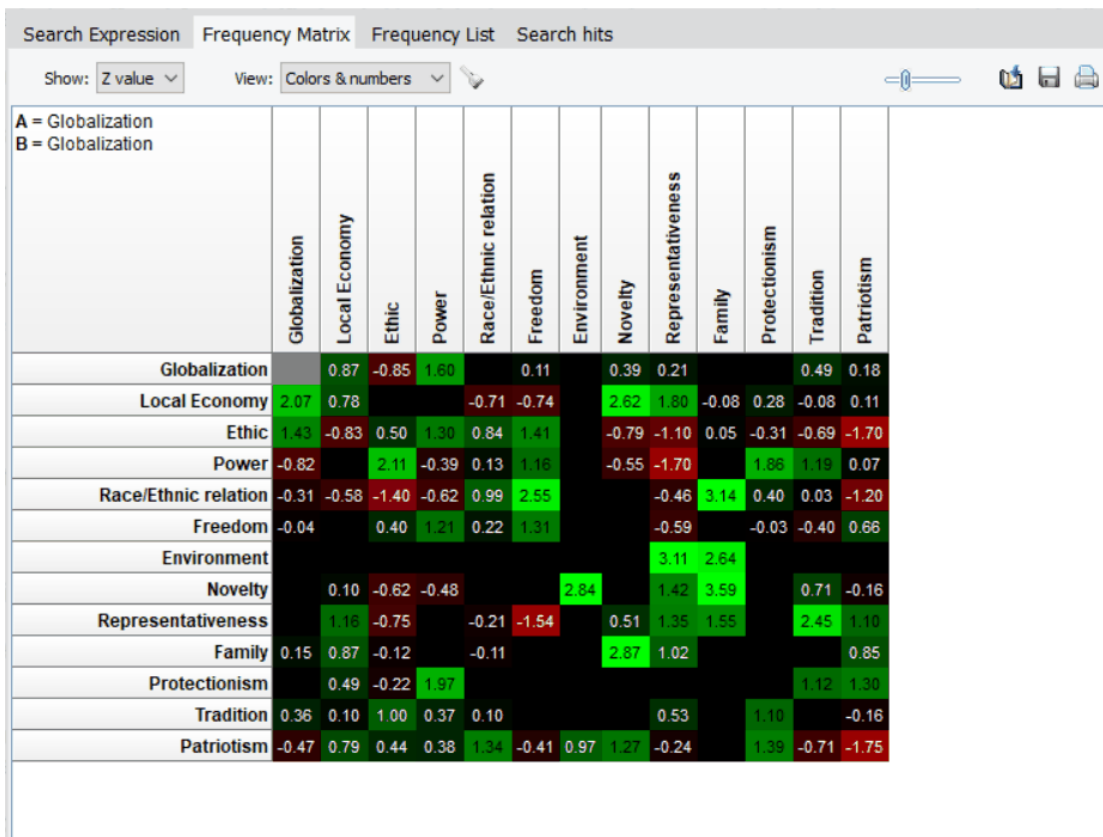 Search Expression Frequency Matrix Frequency List Search hits
Show: Z value View: Colors & numbers
A = Globalization
B = Globalization
Globalization Local Economy Ethic Power Race/Ethnic relation Freedom Environment Novelty Representativeness Family Protectionism Tradition Patriotism
Globalization 0.87 -0.85 1.60 0.11 0.39 0.21 0.49 0.18
Local Economy 2.07 0.78 -0.71 -0.74 2.62 1.80 -0.08 0.28 -0.08 0.11
Ethic 1.43 -0.83 0.50 1.30 0.84 1.41 -0.79 -1.10 0.05 -0.31 -0.69 -1.70
Power -0.82 2.11 -0.39 0.13 1.16 -0.55 -1.70 1.86 1.19 0.07
Race/Ethnic relation -0.31 -0.58 -1.40 -0.62 0.99 2.55 -0.46 3.14 0.40 0.03 -1.20
Freedom -0.04 0.40 1.21 0.22 1.31 -0.59 -0.03 -0.40 0.66
Environment 3.11 2.64
Novelty 0.10 -0.62 -0.48 2.84 1.42 3.59 0.71 -0.16
Representativeness 1.16 -0.75 -0.21 -1.54 0.51 1.35 1.55 2.45 1.10
Family 0.15 0.87 -0.12 -0.11 2.87 1.02 0.85
Protectionism 0.49 -0.22 1.97 1.12 1.30
Tradition 0.36 0.10 1.00 0.37 0.10 0.53 1.10 -0.16
Patriotism -0.47 0.79 0.44 0.38 1.34 -0.41 0.97 1.27 -0.24 1.39 -0.71 -1.75